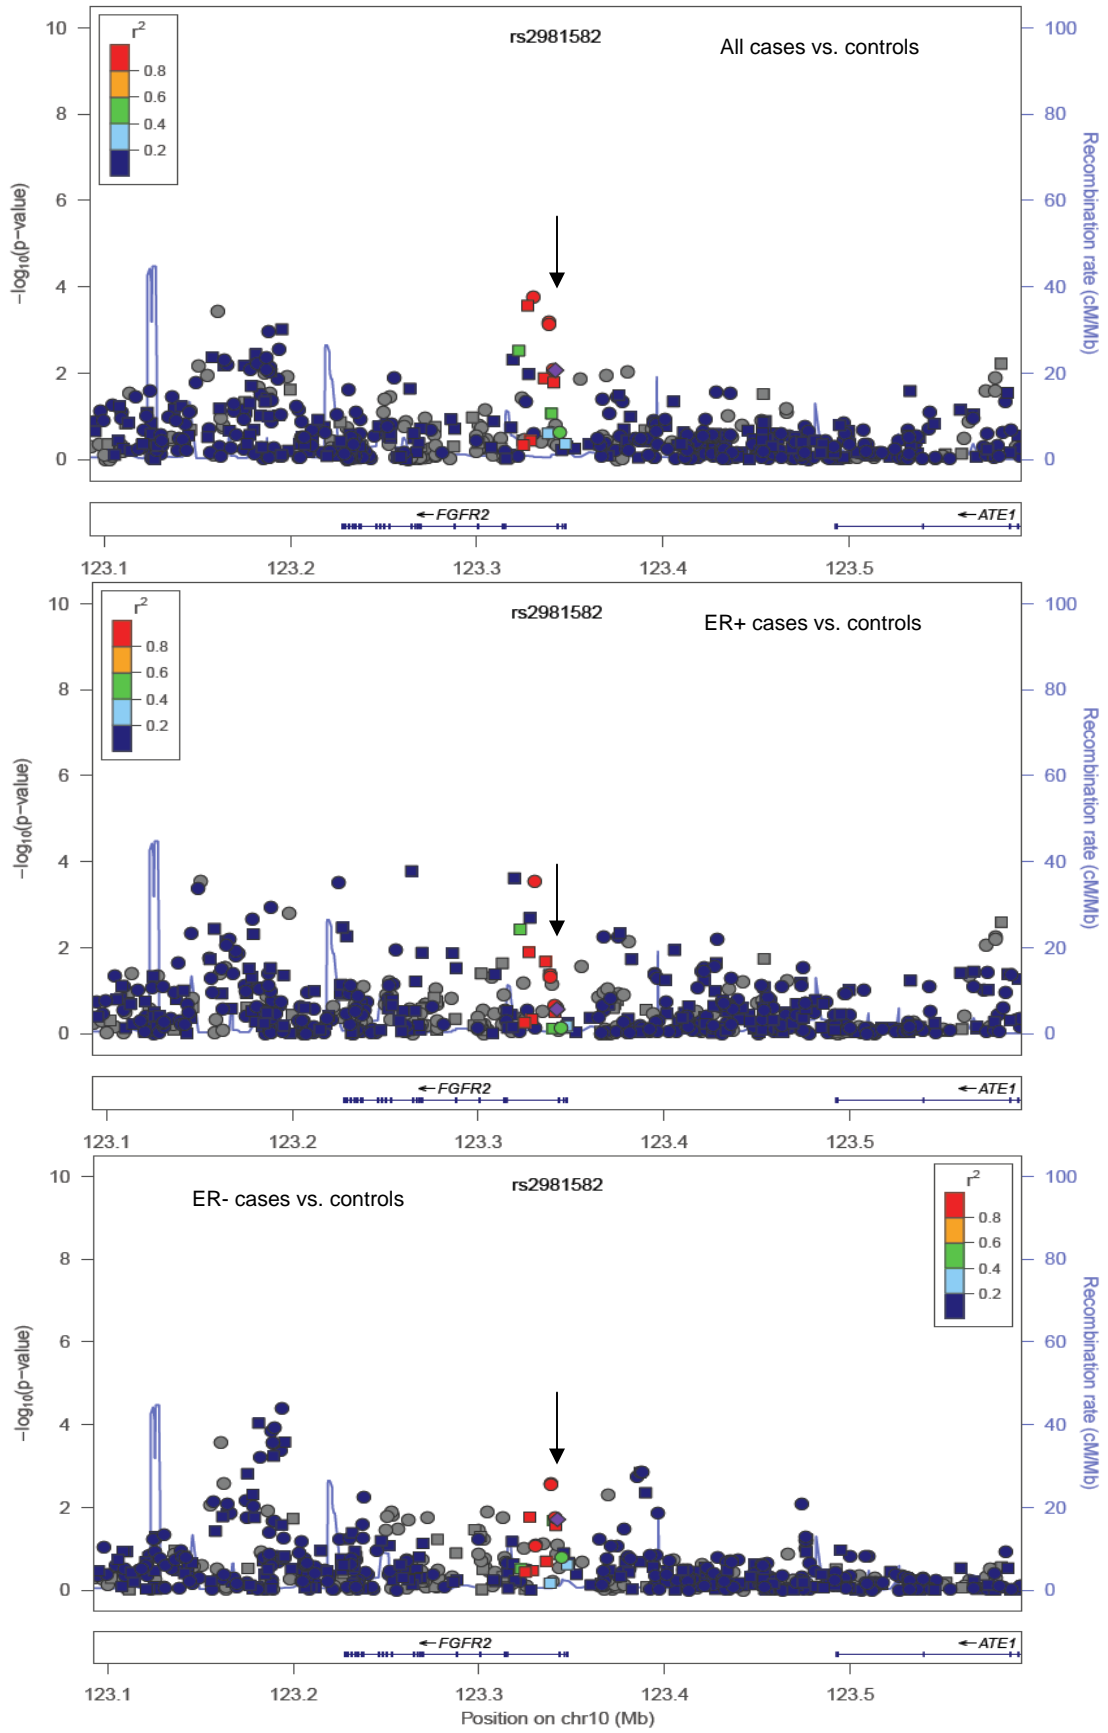 r²
0.8
0.6
0.4
0.2
rs2981582
All cases vs. controls
10
8
6
4
2
0
−log₁₀(p−value)
100
80
60
40
20
0
Recombination rate (cM/Mb)
←FGFR2
←ATE1
123.1 123.2 123.3 123.4 123.5
r²
0.8
0.6
0.4
0.2
rs2981582
ER+ cases vs. controls
10
8
6
4
2
0
−log₁₀(p−value)
100
80
60
40
20
0
Recombination rate (cM/Mb)
←FGFR2
←ATE1
123.1 123.2 123.3 123.4 123.5
ER- cases vs. controls
rs2981582
r²
0.8
0.6
0.4
0.2
10
8
6
4
2
0
−log₁₀(p−value)
100
80
60
40
20
0
Recombination rate (cM/Mb)
←FGFR2
←ATE1
123.1 123.2 123.3 123.4 123.5
Position on chr10 (Mb)